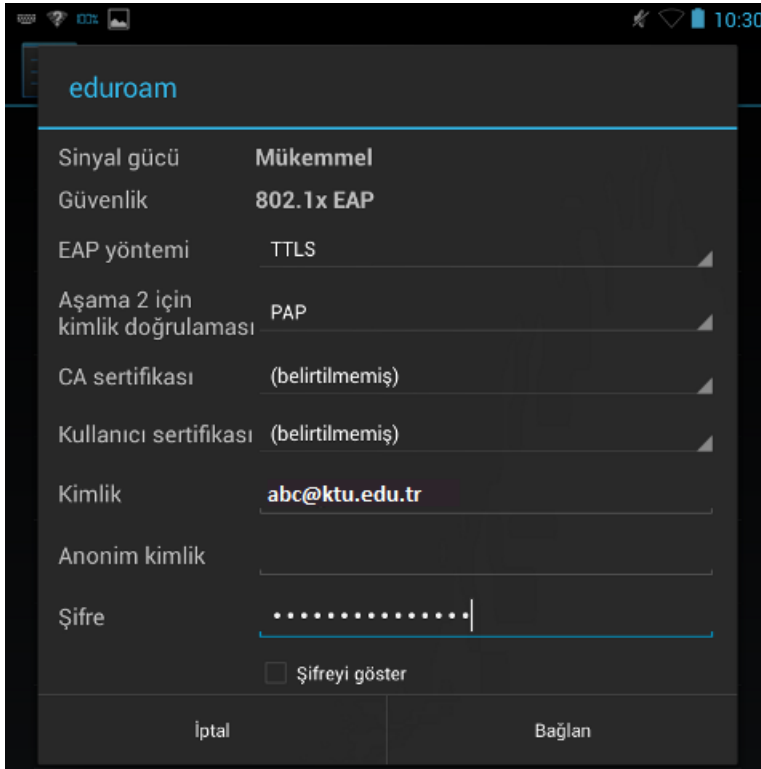 100%
10:30
eduroam
Sinyal gücü Mükemmel
Güvenlik 802.1x EAP
EAP yöntemi TTLS
Aşama 2 için
kimlik doğrulaması PAP
CA sertifikası (belirtilmemiş)
Kullanıcı sertifikası (belirtilmemiş)
Kimlik abc@ktu.edu.tr
Anonim kimlik
Şifre •••••••••••••••
Şifreyi göster
İptal Bağlan